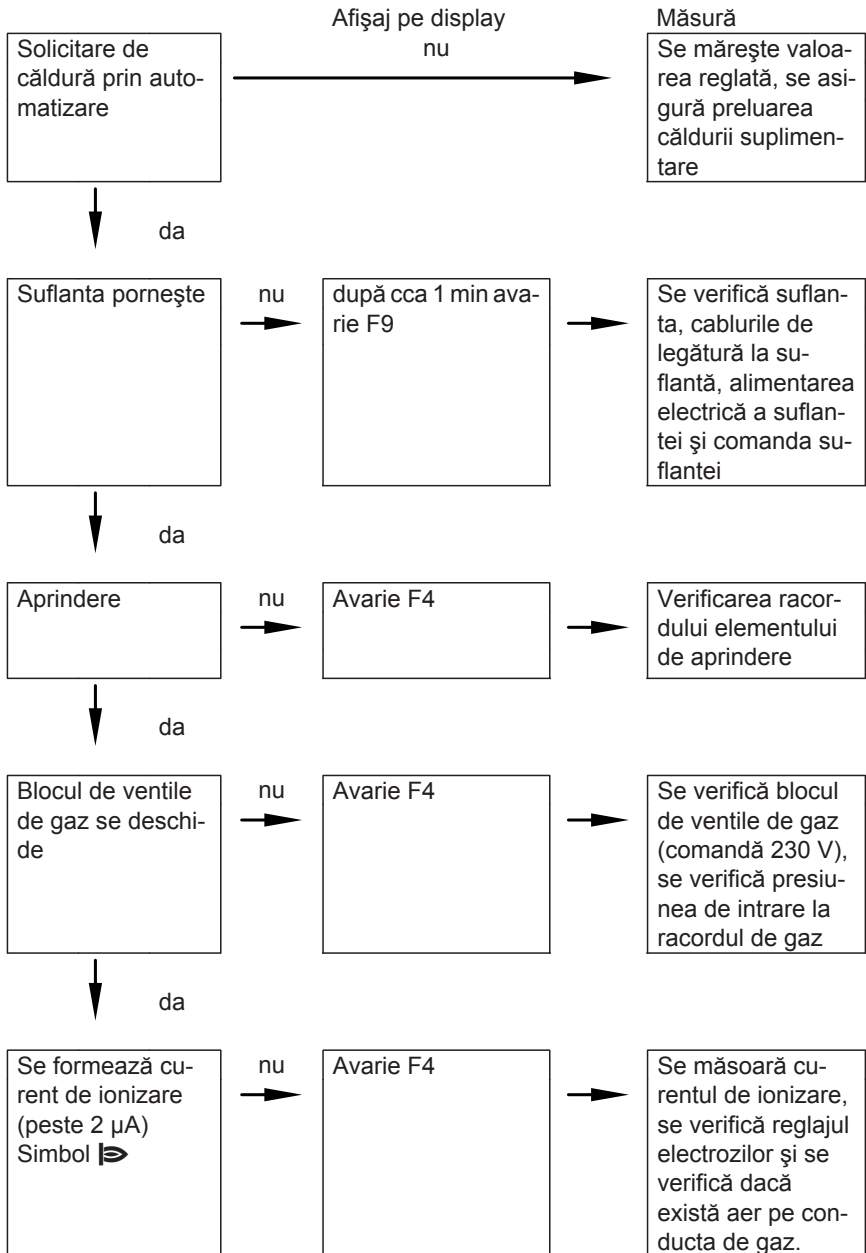 Afişaj pe display
Măsură
Solicitare de
căldură prin auto-
matizare
nu
Se măreşte valoa-
rea reglată, se asi-
gură preluarea
căldurii suplimen-
tare
da
Suflanta porneşte
nu
după cca 1 min ava-
rie F9
Se verifică suflan-
ta, cablurile de
legătură la su-
flantă, alimentarea
electrică a suflan-
tei şi comanda su-
flantei
da
Aprindere
nu
Avarie F4
Verificarea racor-
dului elementului
de aprindere
da
Blocul de ventile
de gaz se deschi-
de
nu
Avarie F4
Se verifică blocul
de ventile de gaz
(comandă 230 V),
se verifică presiu-
nea de intrare la
racordul de gaz
da
Se formează cu-
rent de ionizare
(peste 2 µA)
Simbol
nu
Avarie F4
Se măsoară cu-
rentul de ionizare,
se verifică reglajul
electrozilor şi se
verifică dacă
există aer pe con-
ducta de gaz.